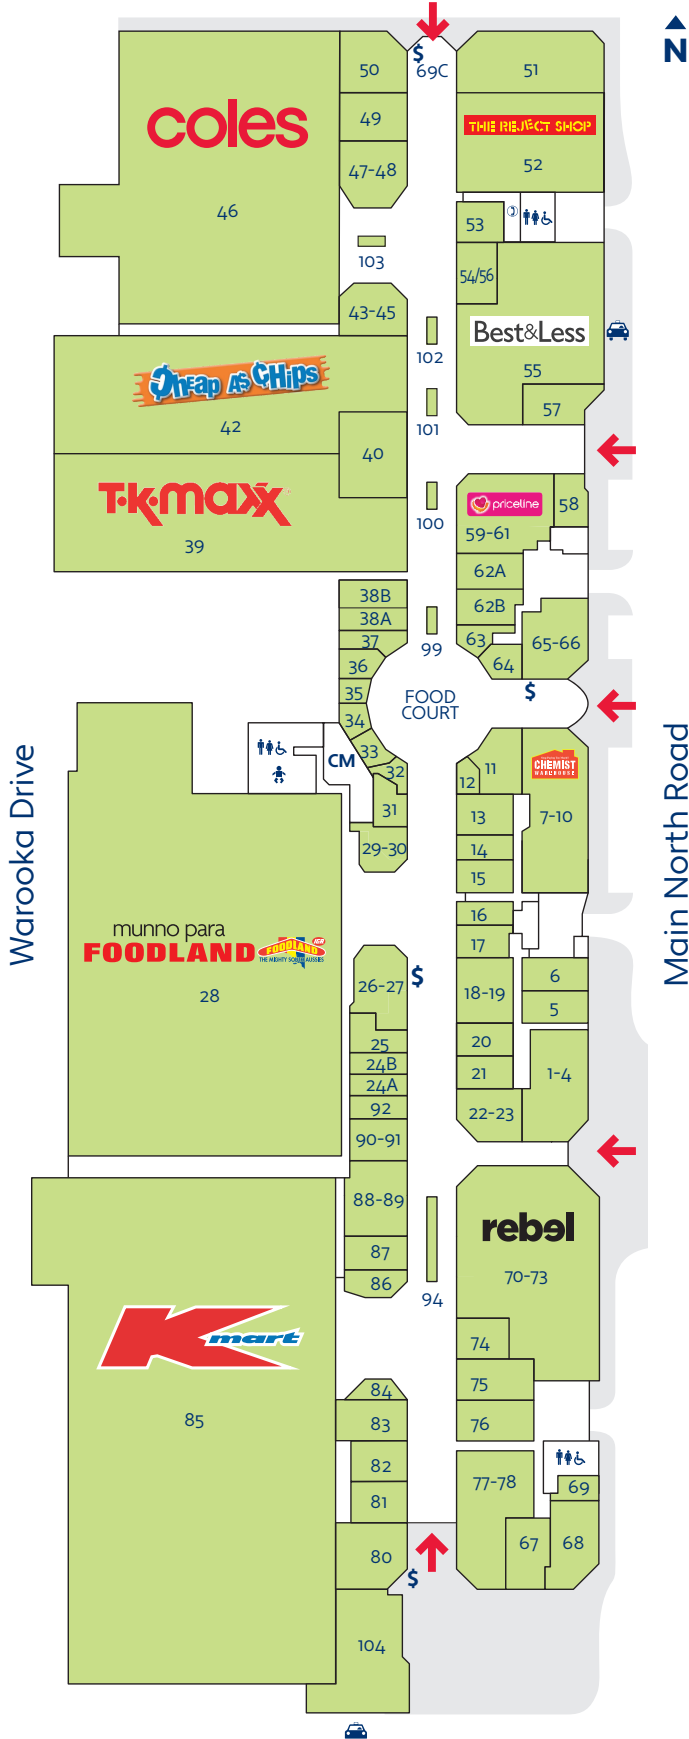 $
69C
N
50
51
coles
49
THE REJECT SHOP
47-48
52
46
53
103
54/56
43-45
Best&Less
102
55
Cheap AS CHips
57
42
101
40
T·K·maxx
priceline
58
100
59-61
39
62A
38B
62B
38A
37
63
65-66
99
36
64
35
$
FOOD
COURT
34
33
CM
32
11
CHEMIST
WAREHOUSE
12
31
13
7-10
14
29-30
15
16
munno para
FOODLAND
FOODLAND
IGA
THE MIGHTY SOUTH AUSSIES
17
28
26-27
$
18-19
6
5
25
20
24B
21
24A
1-4
92
22-23
90-91
88-89
rebel
87
70-73
86
94
Kmart
74
84
75
85
83
76
82
77-78
69
81
67
68
80
$
104
Warooka Drive
Main North Road